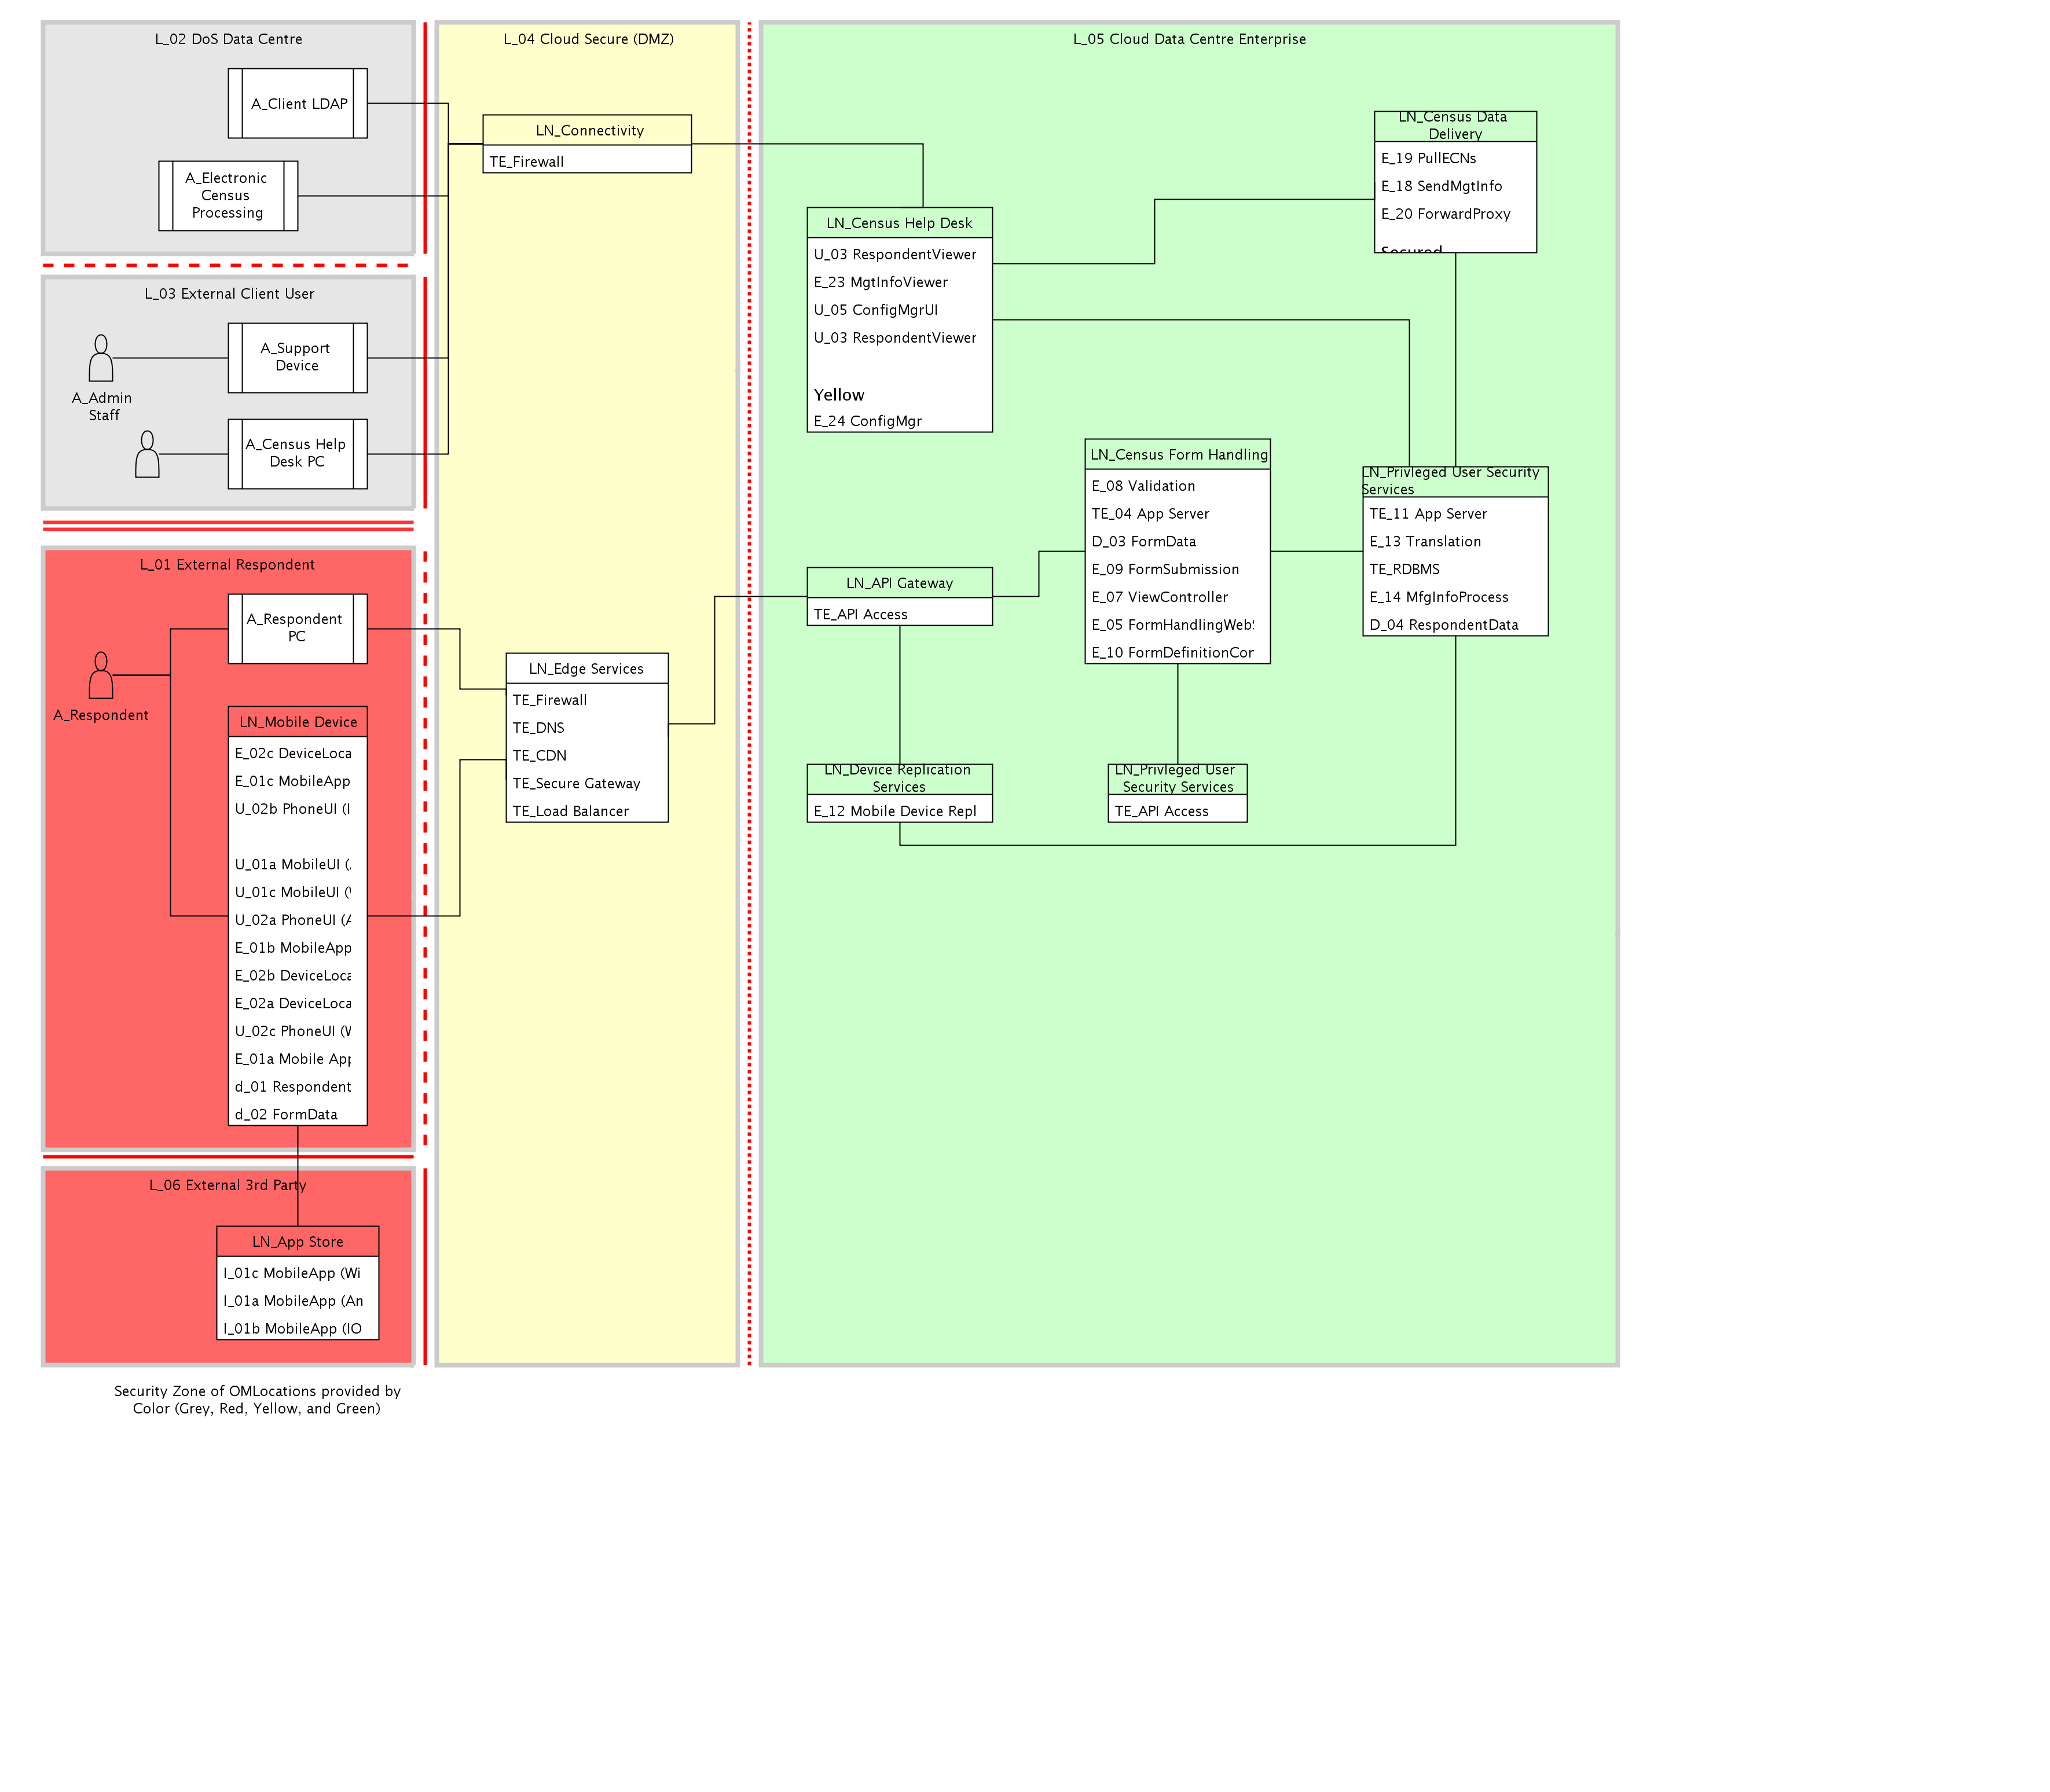 L_02 DoS Data Centre
A_Client LDAP
A_Electronic
Census
Processing
L_03 External Client User
A_Support
Device
A_Admin
Staff
A_Census Help
Desk PC
L_01 External Respondent
A_Respondent
PC
A_Respondent
LN_Mobile Device
E_02c DeviceLoca
E_01c MobileApp
U_02b PhoneUI (I
U_01a MobileUI (
U_01c MobileUI (
U_02a PhoneUI (A
E_01b MobileApp
E_02b DeviceLoca
E_02a DeviceLoca
U_02c PhoneUI (W
E_01a Mobile App
d_01 Respondent
d_02 FormData
L_06 External 3rd Party
LN_App Store
I_01c MobileApp (Wi
I_01a MobileApp (An
I_01b MobileApp (IO
Security Zone of OMLocations provided by
Color (Grey, Red, Yellow, and Green)
L_04 Cloud Secure (DMZ)
LN_Connectivity
TE_Firewall
LN_Edge Services
TE_Firewall
TE_DNS
TE_CDN
TE_Secure Gateway
TE_Load Balancer
L_05 Cloud Data Centre Enterprise
LN_Census Data
Delivery
E_19 PullECNs
E_18 SendMgtInfo
E_20 ForwardProxy
Secured
LN_Census Help Desk
U_03 RespondentViewer
E_23 MgtInfoViewer
U_05 ConfigMgrUI
U_03 RespondentViewer
Yellow
E_24 ConfigMgr
LN_Census Form Handling
E_08 Validation
TE_04 App Server
D_03 FormData
E_09 FormSubmission
E_07 ViewController
E_05 FormHandlingWebS
E_10 FormDefinitionCor
LN_Privleged User Security
Services
TE_11 App Server
E_13 Translation
TE_RDBMS
E_14 MfgInfoProcess
D_04 RespondentData
LN_API Gateway
TE_API Access
LN_Device Replication
Services
E_12 Mobile Device Repl
LN_Privleged User
Security Services
TE_API Access